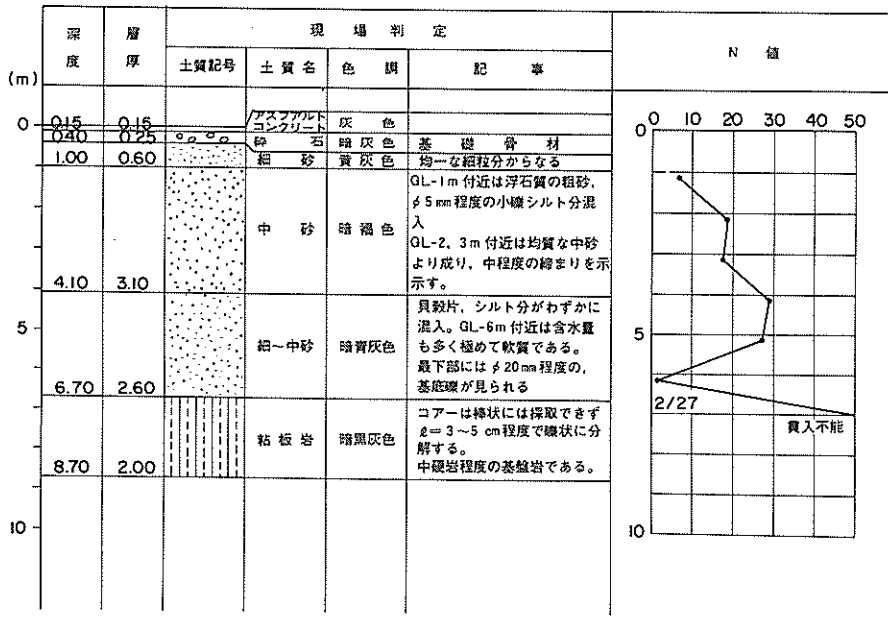 深度
層厚
現場判定
N 値
(m)
土質記号
土質名
色調
記事
0
0.15
0.15
アスファルト
コンクリート
灰色
0.40
0.25
砕石
暗灰色
基礎骨材
1.00
0.60
細砂
黄灰色
均一な細粒分からなる
中砂
暗褐色
GL-1m 付近は浮石質の粗砂,
φ5mm程度の小礫シルト分混
入
GL-2, 3m 付近は均質な中砂
より成り, 中程度の締まりを示
示す。
4.10
3.10
5
細~中砂
暗青灰色
貝殻片, シルト分がわずかに
混入。GL-6m 付近は含水量
も多く極めて軟質である。
最下部には φ20mm程度の,
基底礫が見られる
6.70
2.60
粘板岩
暗黒灰色
コアーは棒状には採取できず
ℓ=3~5 cm程度で礫状に分
解する。
中硬岩程度の基盤岩である。
8.70
2.00
10
0 10 20 30 40 50
0
5
2/27
貫入不能
10